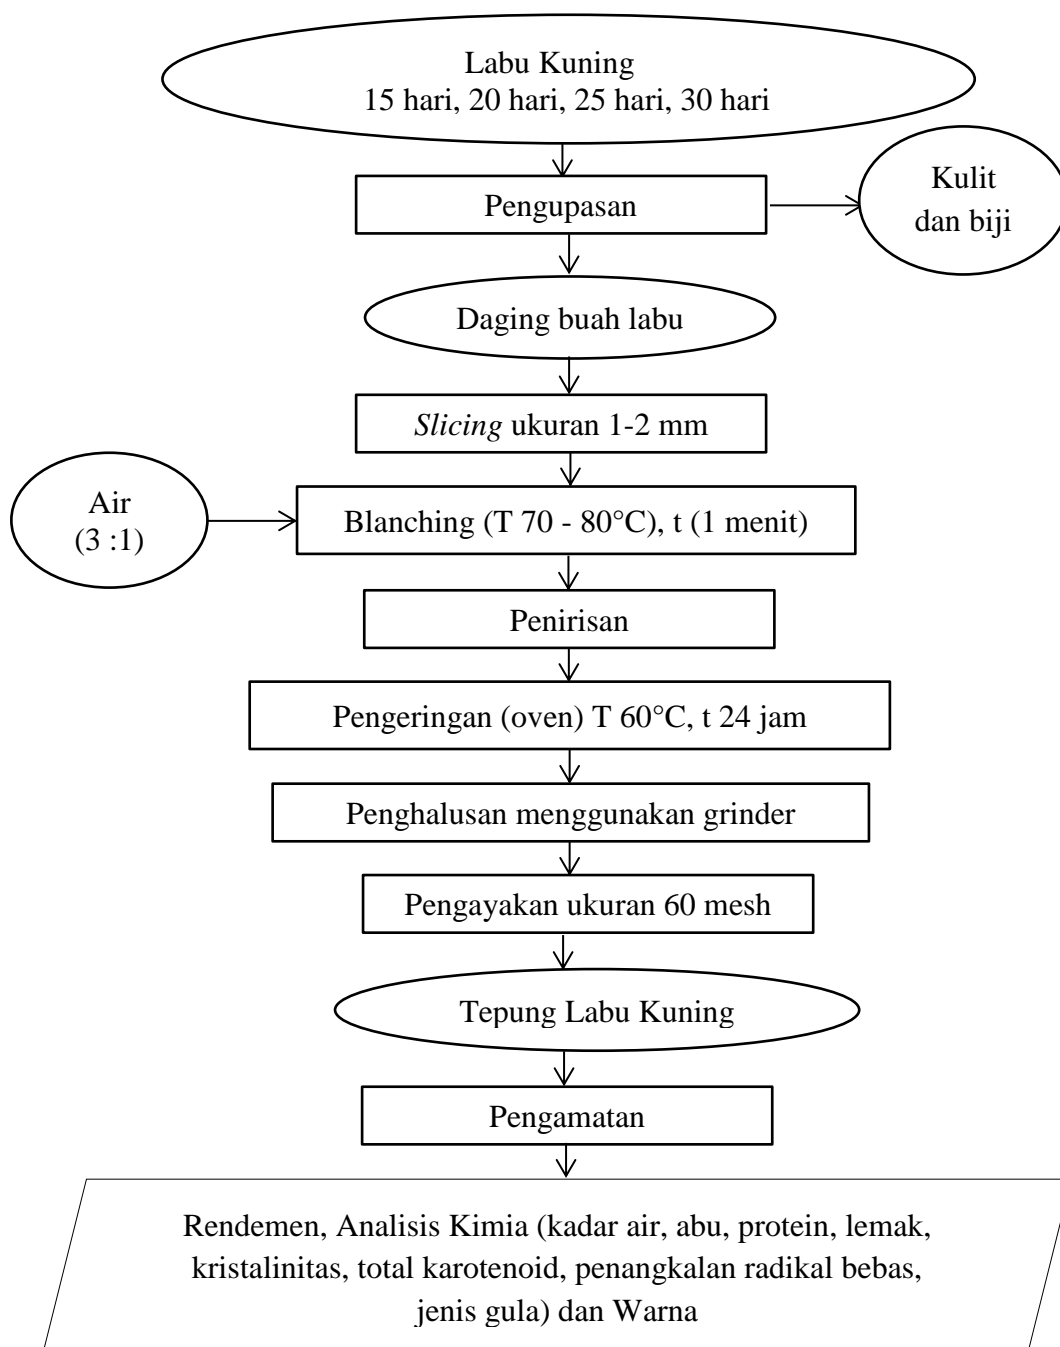 Labu Kuning
15 hari, 20 hari, 25 hari, 30 hari
Pengupasan
Kulit
dan biji
Daging buah labu
Slicing ukuran 1-2 mm
Air
(3 :1)
Blanching (T 70 - 80°C), t (1 menit)
Penirisan
Pengeringan (oven) T 60°C, t 24 jam
Penghalusan menggunakan grinder
Pengayakan ukuran 60 mesh
Tepung Labu Kuning
Pengamatan
Rendemen, Analisis Kimia (kadar air, abu, protein, lemak,
kristalinitas, total karotenoid, penangkalan radikal bebas,
jenis gula) dan Warna